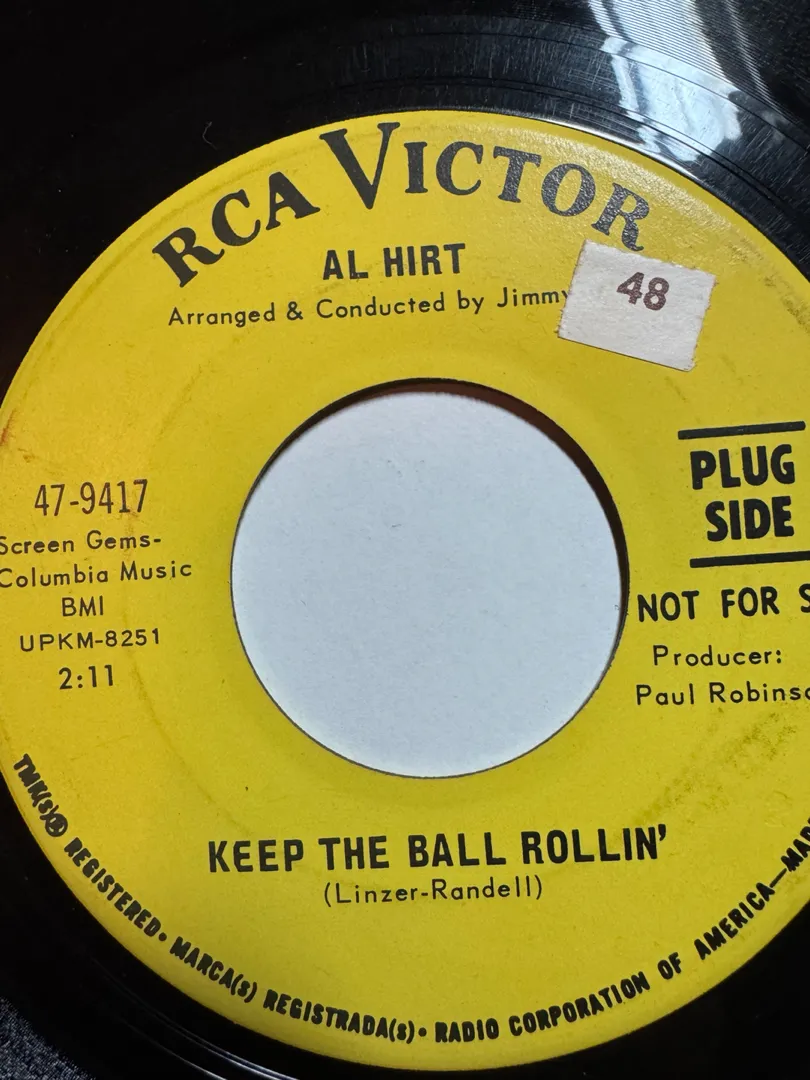 RCA VICTOR
AL HIRT
Arranged & Conducted by Jimmy
48
47-9417
Screen Gems-
Columbia Music
BMI
UPKM-8251
2:11
PLUG
SIDE
NOT FOR
Producer:
Paul
KEEP THE BALL ROLLIN'
(Linzer-Randell)
TMK(s)® REGISTERED • MARCA(s) REGISTRADA(s) • RADIO CORPORATION OF AMERICA—